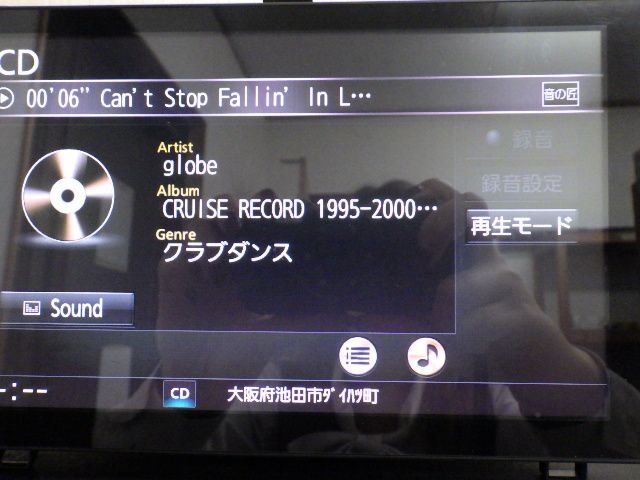 CD
00'06" Can't Stop Fallin' In L…
音の匠
Artist
globe
Album
CRUISE RECORD 1995-2000…
Genre
クラブダンス
録音
録音設定
再生モード
Sound
-:--
CD
大阪府池田市ﾀﾞｲﾊﾂ町